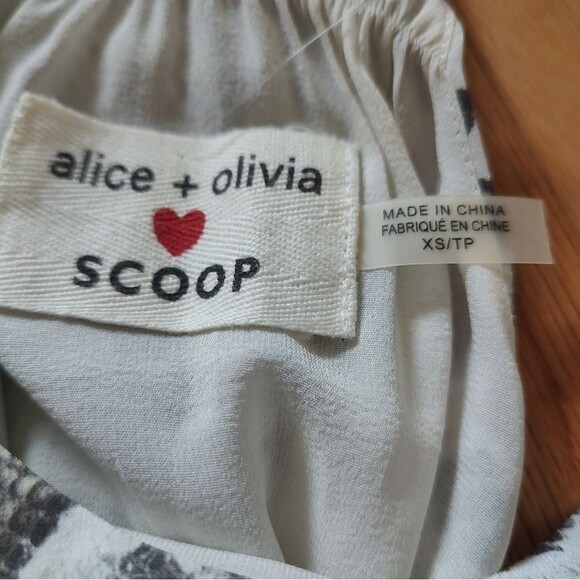 alice + olivia
SCOOP
MADE IN CHINA
FABRIQUÉ EN CHINE
XS/TP